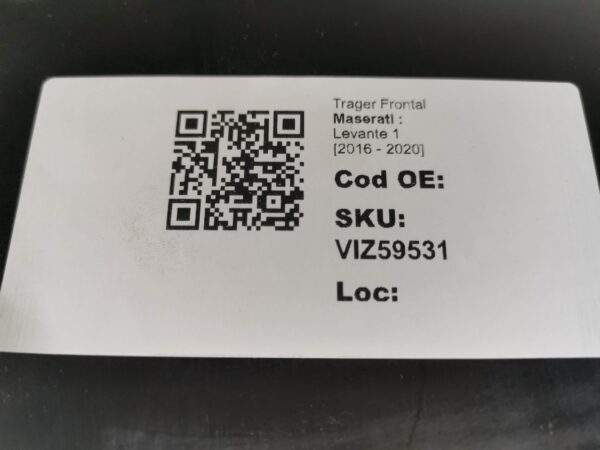 Trager Frontal
Maserati :
Levante 1
[2016 - 2020]
Cod OE:
SKU:
VIZ59531
Loc: